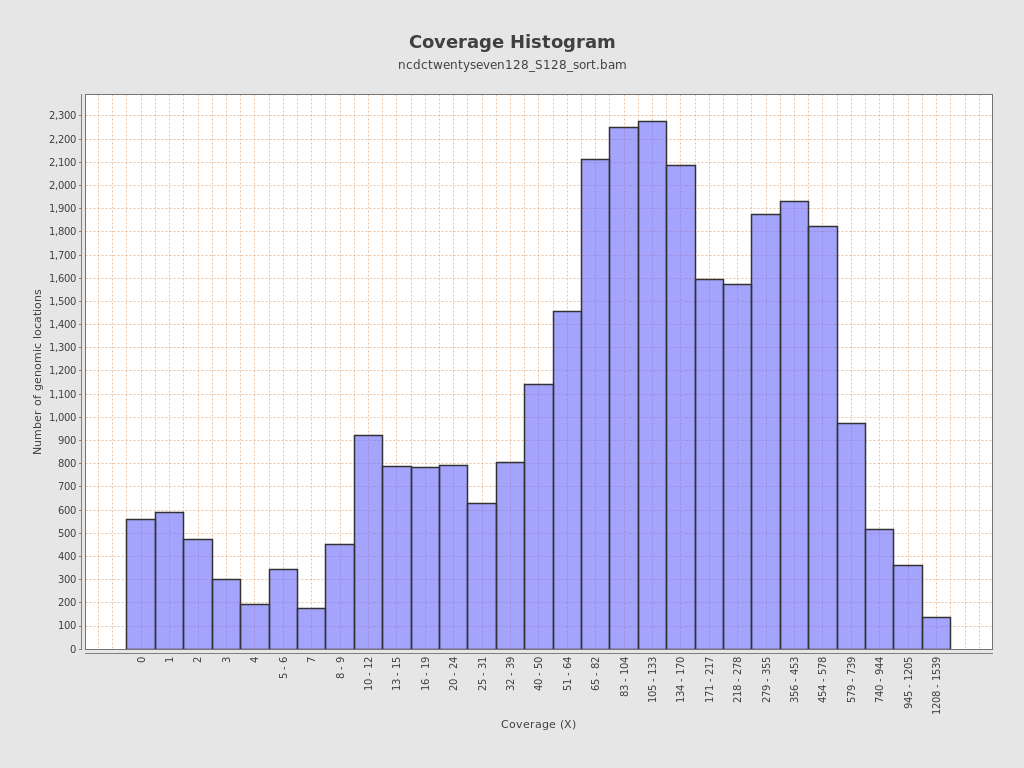 Coverage Histogram
ncdctwentyseven128_S128_sort.bam
Number of genomic locations
2,300
2,200
2,100
2,000
1,900
1,800
1,700
1,600
1,500
1,400
1,300
1,200
1,100
1,000
900
800
700
600
500
400
300
200
100
0
0
1
2
3
4
5 - 6
7
8 - 9
10 - 12
13 - 15
16 - 19
20 - 24
25 - 31
32 - 39
40 - 50
51 - 64
65 - 82
83 - 104
105 - 133
134 - 170
171 - 217
218 - 278
279 - 355
356 - 453
454 - 578
579 - 739
740 - 944
945 - 1205
1208 - 1539
Coverage (X)